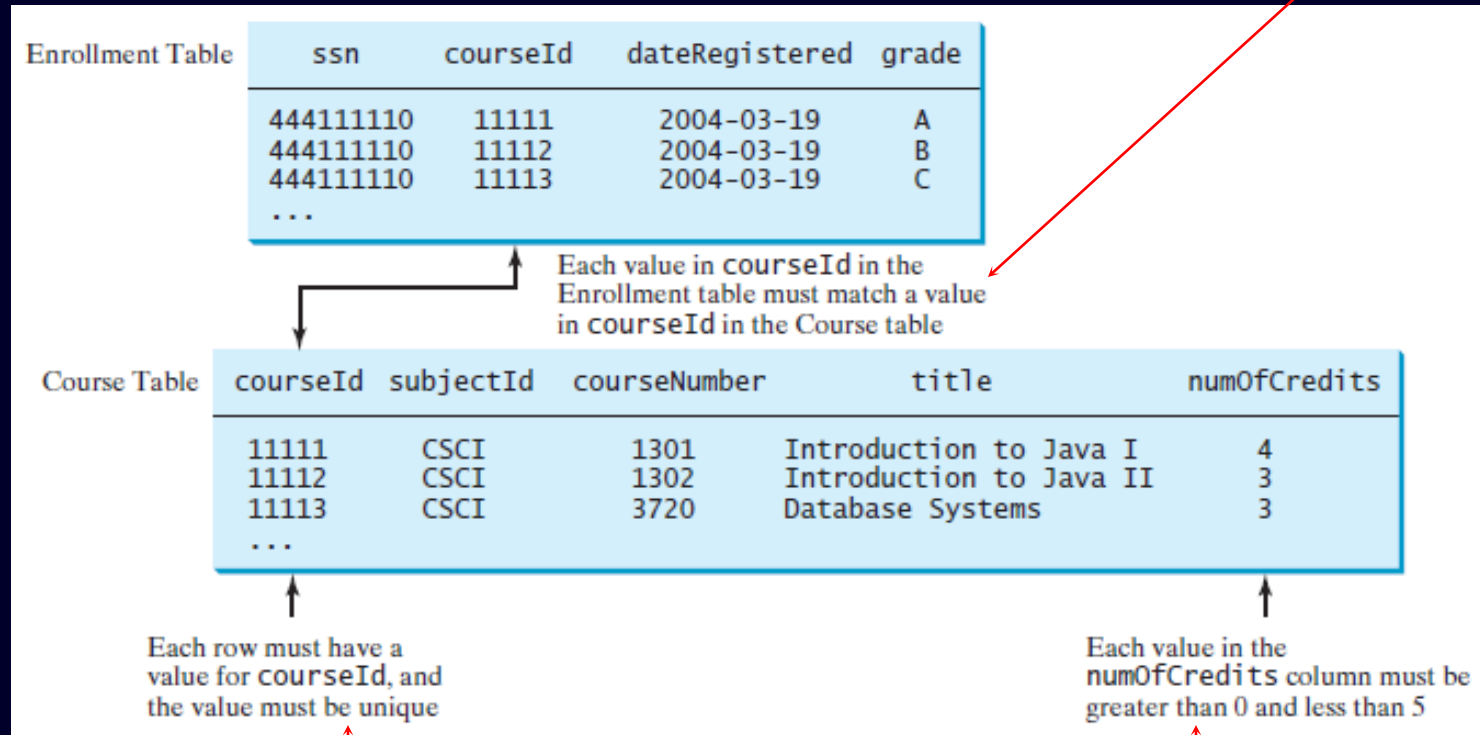 Enrollment Table ssn courseId dateRegistered grade
444111110 11111 2004-03-19 A
444111110 11112 2004-03-19 B
444111110 11113 2004-03-19 C
...
Each value in courseId in the
Enrollment table must match a value
in courseId in the Course table
Course Table courseId subjectId courseNumber title numOfCredits
11111 CSCI 1301 Introduction to Java I 4
11112 CSCI 1302 Introduction to Java II 3
11113 CSCI 3720 Database Systems 3
...
Each row must have a
value for courseId, and
the value must be unique
Each value in the
numOfCredits column must be
greater than 0 and less than 5